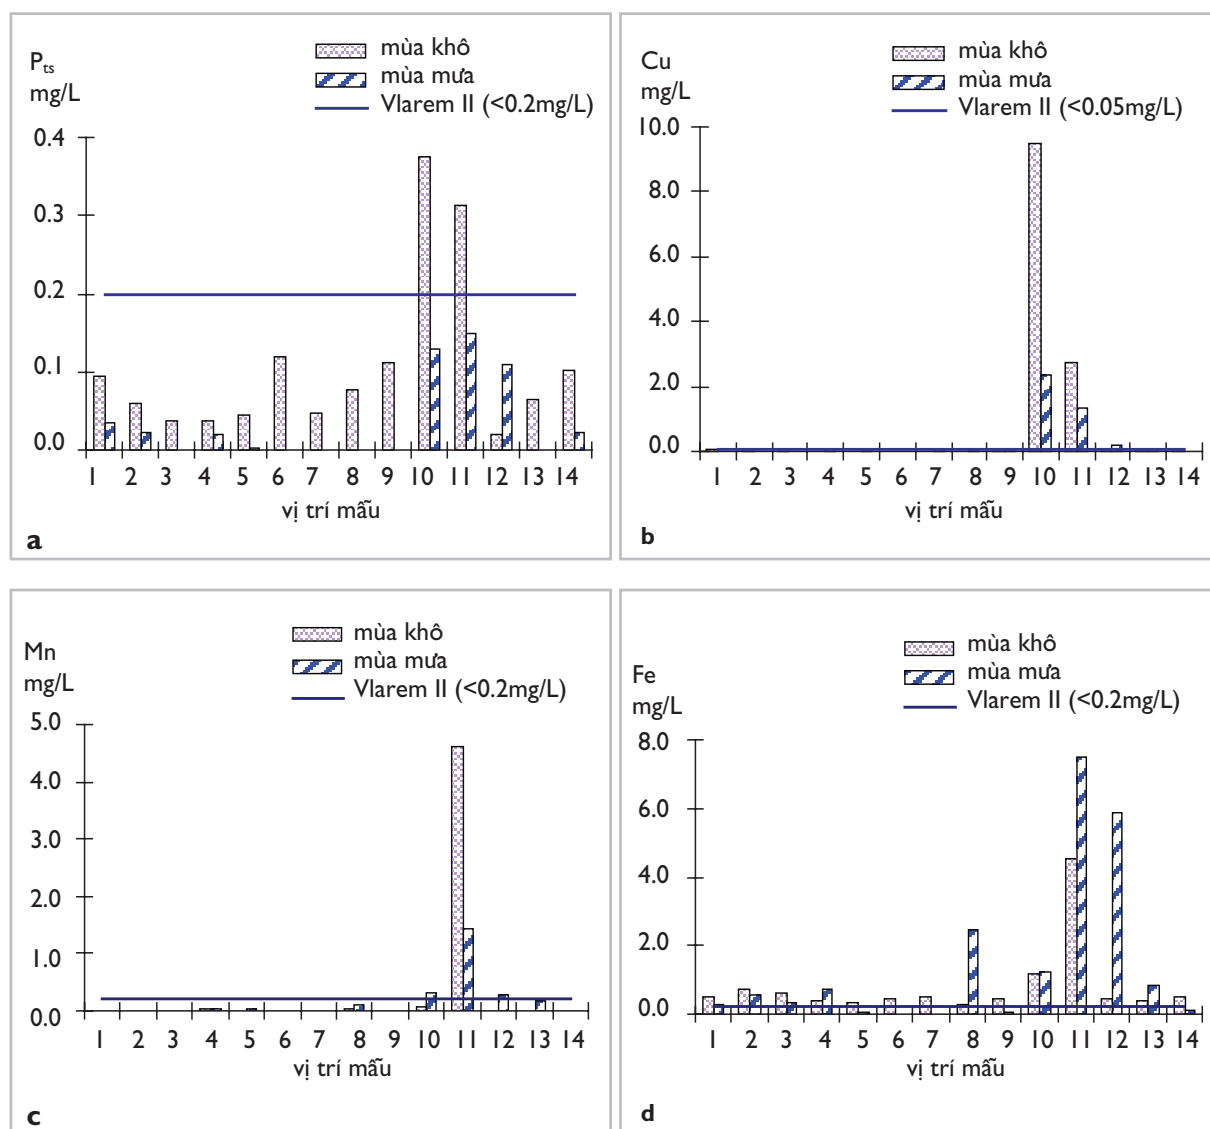 P_ts
mg/L
mùa khô
mùa mưa
Vlarem II (<0.2mg/L)
0.4
0.3
0.2
0.1
0.0
1 2 3 4 5 6 7 8 9 10 11 12 13 14
vị trí mẫu
a
Cu
mg/L
mùa khô
mùa mưa
Vlarem II (<0.05mg/L)
10.0
8.0
6.0
4.0
2.0
0.0
1 2 3 4 5 6 7 8 9 10 11 12 13 14
vị trí mẫu
b
Mn
mg/L
mùa khô
mùa mưa
Vlarem II (<0.2mg/L)
5.0
4.0
3.0
2.0
1.0
0.0
1 2 3 4 5 6 7 8 9 10 11 12 13 14
vị trí mẫu
c
Fe
mg/L
mùa khô
mùa mưa
Vlarem II (<0.2mg/L)
8.0
6.0
4.0
2.0
0.0
1 2 3 4 5 6 7 8 9 10 11 12 13 14
vị trí mẫu
d